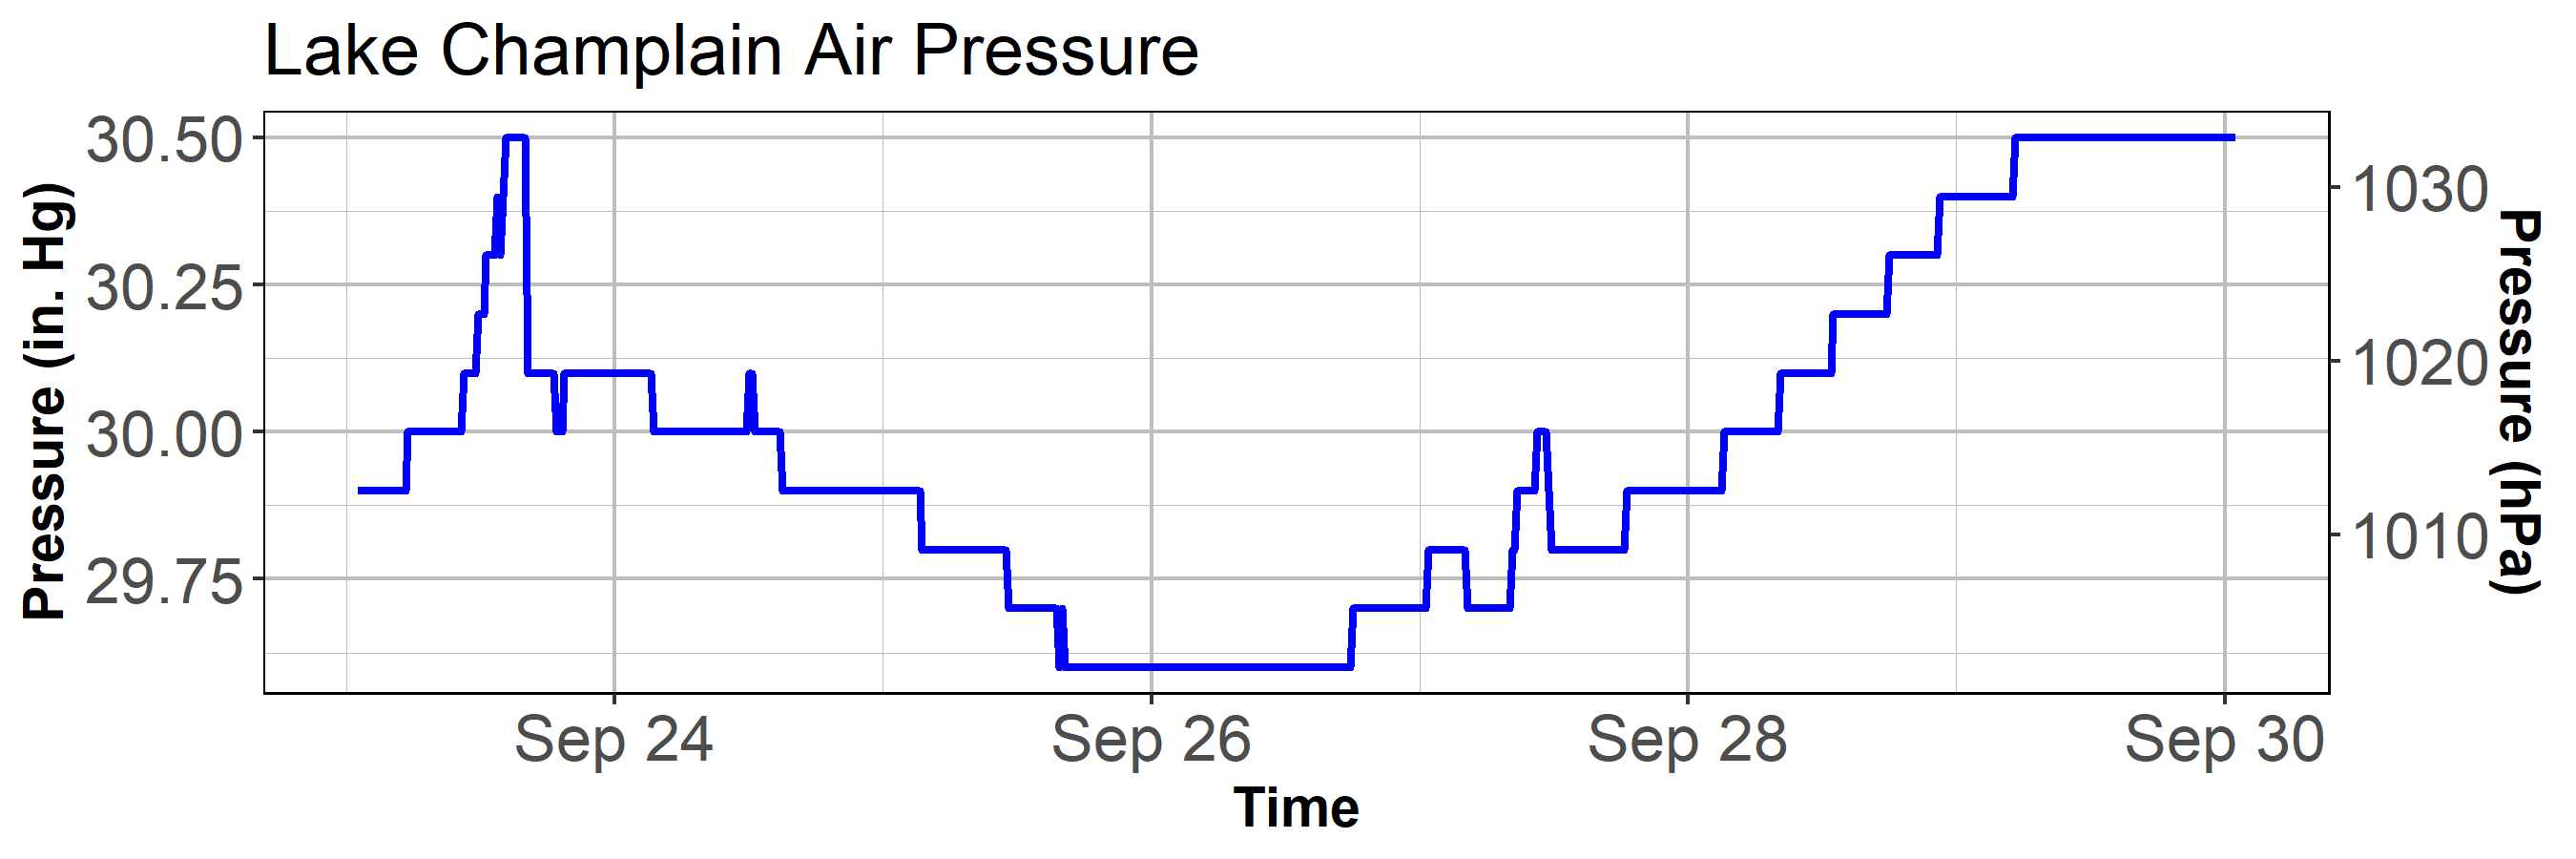 Lake Champlain Air Pressure
Pressure (in. Hg)
30.50
30.25
30.00
29.75
1030
1020
1010
Pressure (hPa)
Sep 24 Sep 26 Sep 28 Sep 30
Time